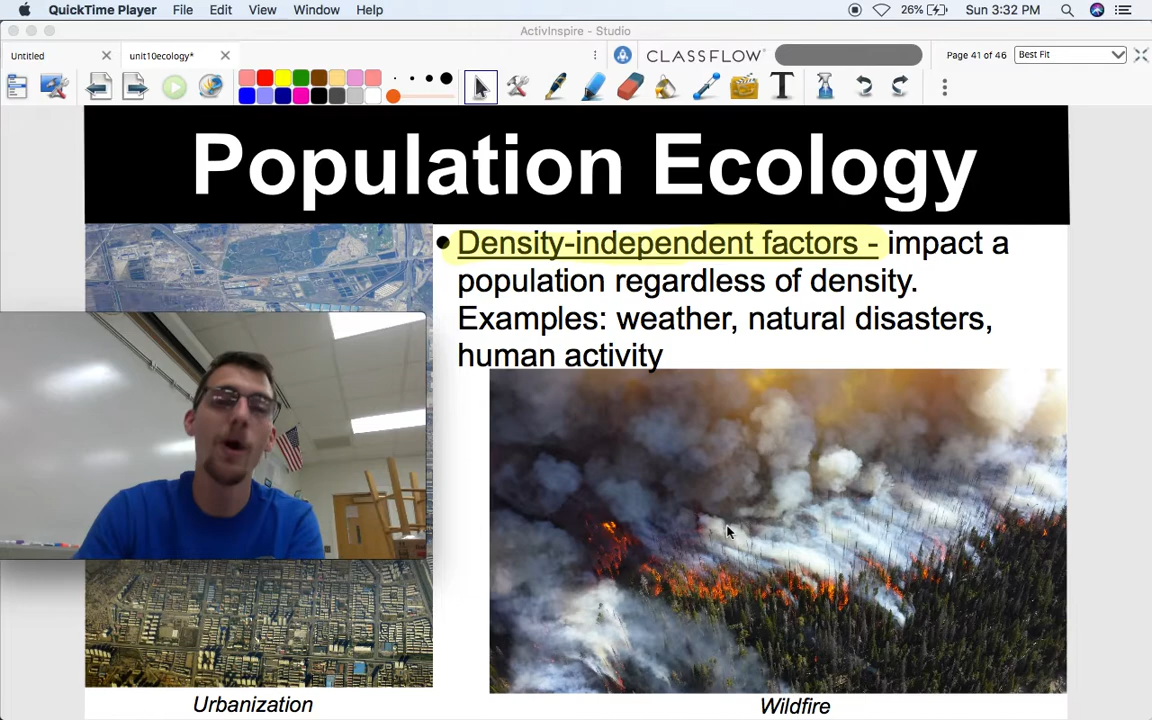 QuickTime Player File Edit View Window Help 26% Sun 3:32 PM
ActivInspire - Studio
Untitled unit10ecology* CLASSFLOW Page 41 of 46 Best Fit
T
Population Ecology
• Density-independent factors - impact a
population regardless of density.
Examples: weather, natural disasters,
human activity
Urbanization
Wildfire